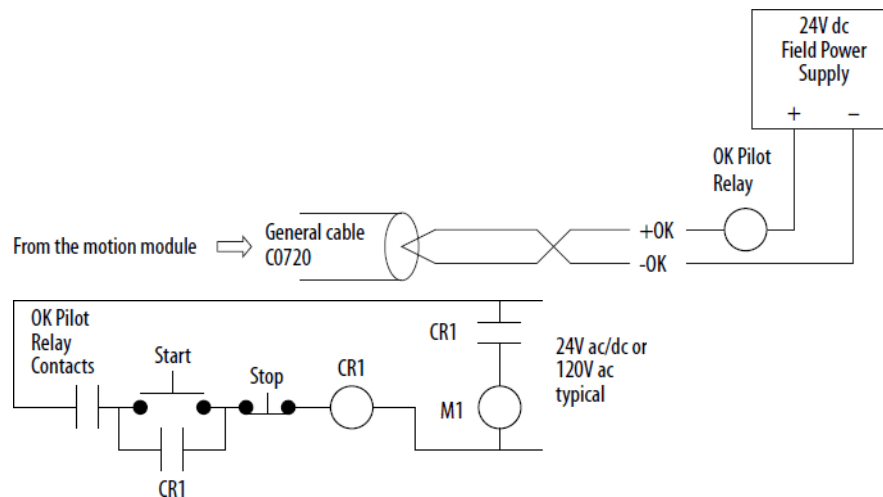 24V dc
Field Power
Supply
+ –
OK Pilot
Relay
+OK
-OK
From the motion module
General cable
C0720
OK Pilot
Relay
Contacts
Start
Stop
CR1
CR1
M1
24V ac/dc or
120V ac
typical
CR1